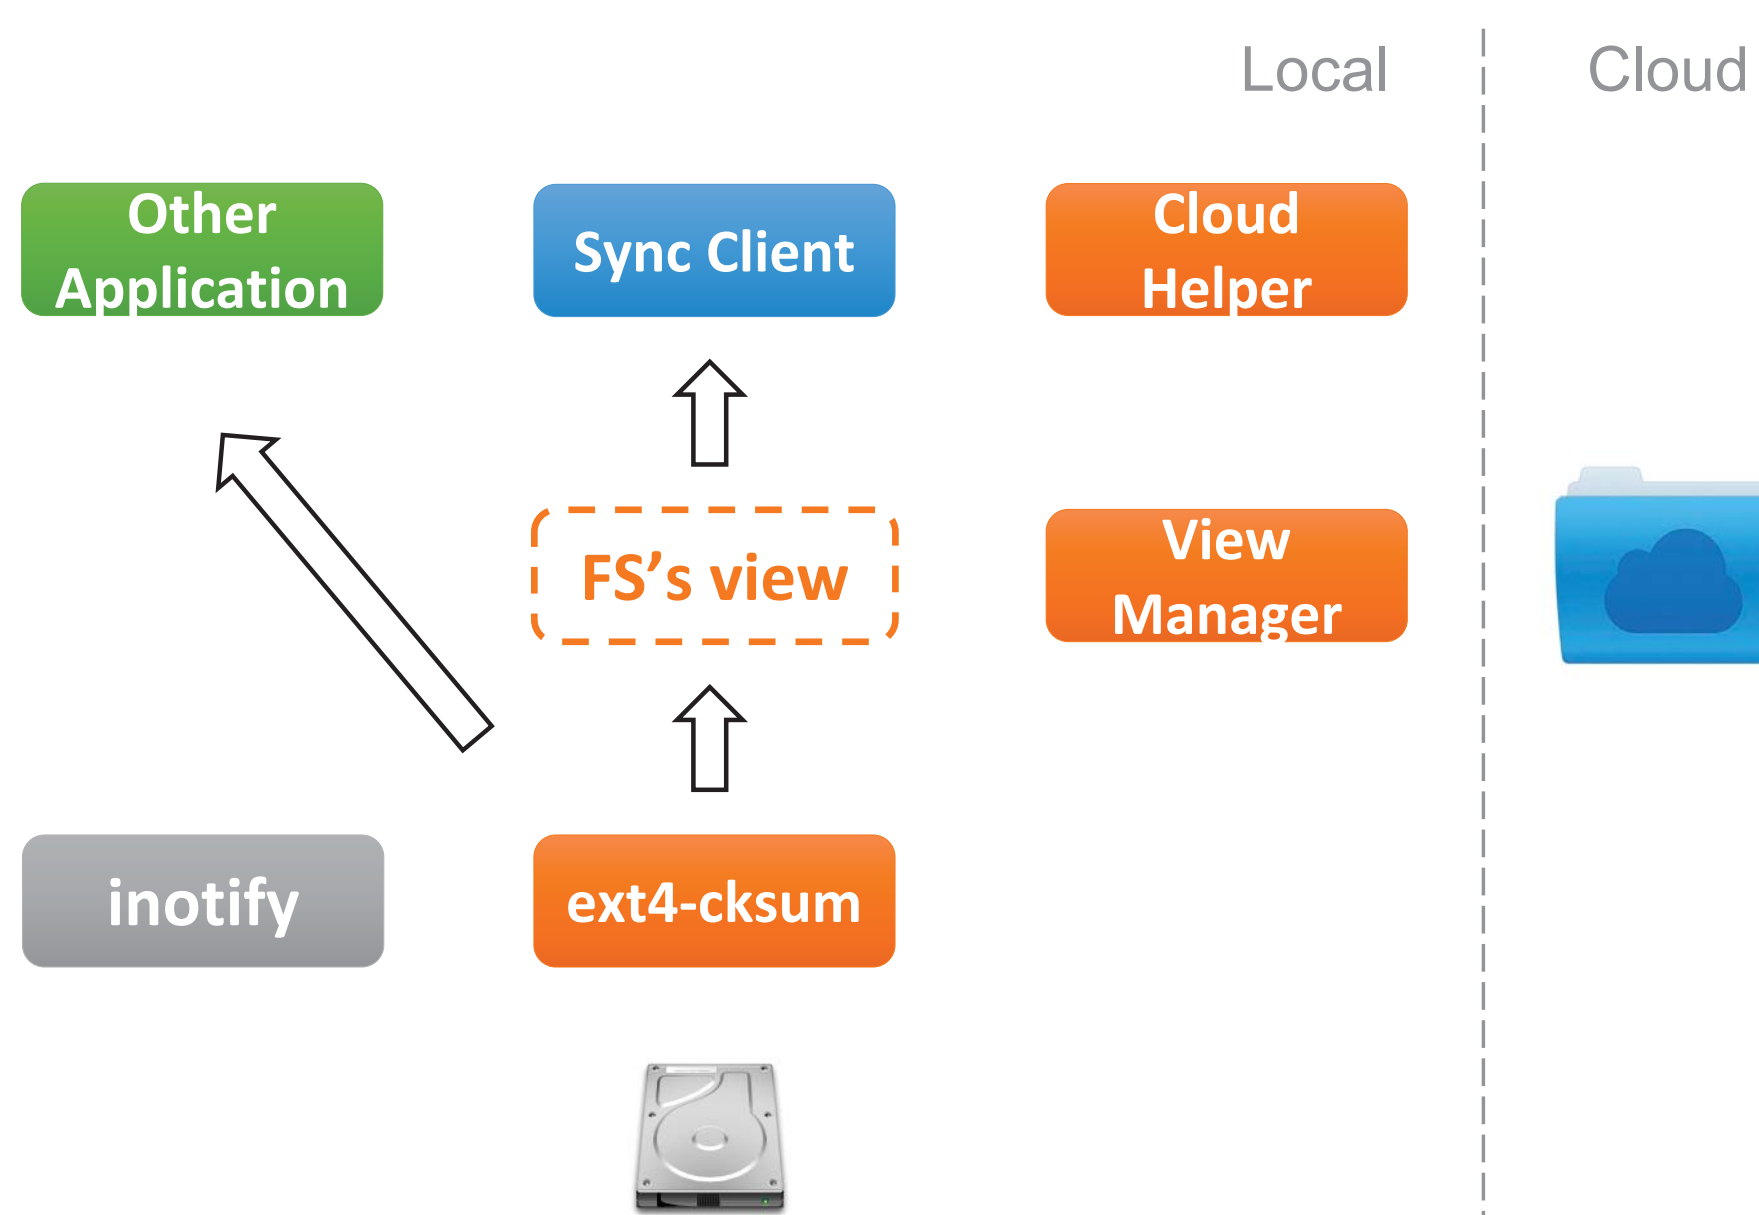 Local
Cloud
Other
Application
Sync Client
Cloud
Helper
FS’s view
View
Manager
inotify
ext4-cksum